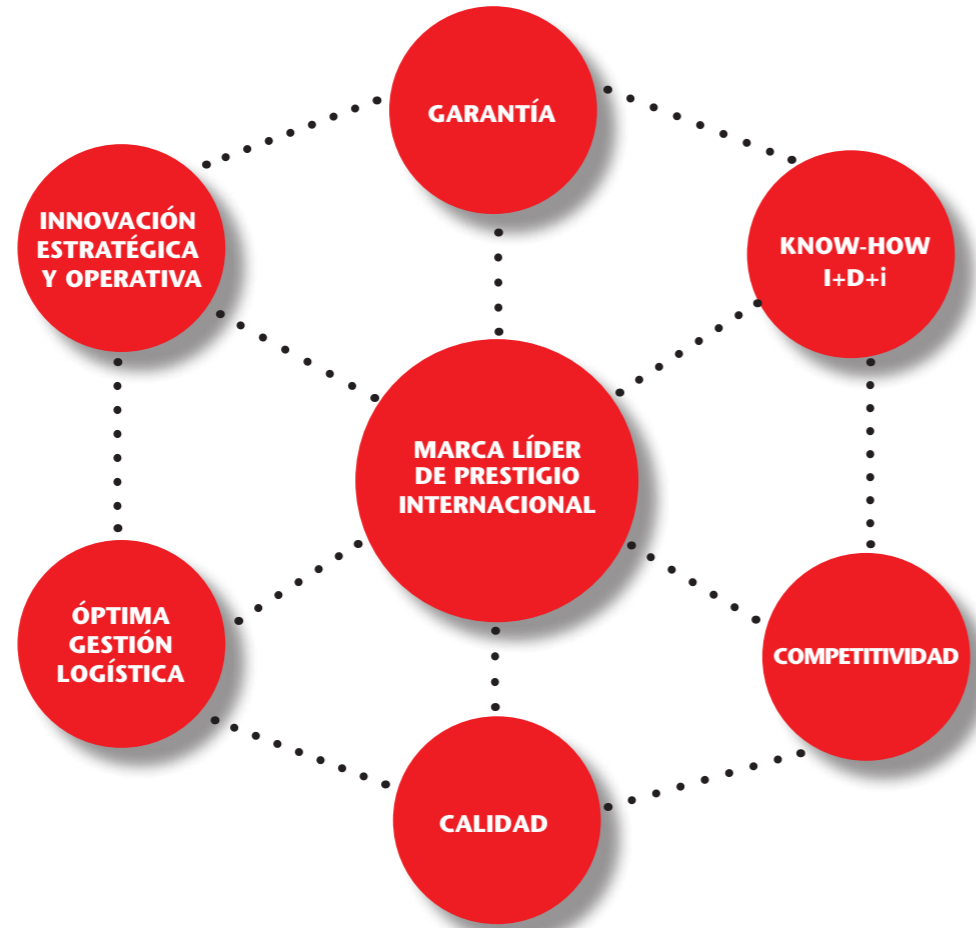 GARANTÍA
INNOVACIÓN
ESTRATÉGICA
Y OPERATIVA
KNOW-HOW
I+D+i
MARCA LÍDER
DE PRESTIGIO
INTERNACIONAL
ÓPTIMA
GESTIÓN
LOGÍSTICA
COMPETITIVIDAD
CALIDAD